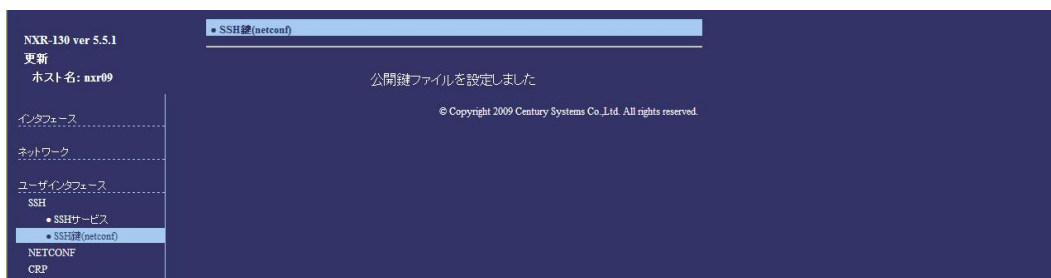 NXR-130 ver 5.5.1
更新
ホスト名: nxr09
インタフェース
ネットワーク
ユーザインタフェース
SSH
• SSHサービス
• SSH鍵(netconf)
NETCONF
CRP
• SSH鍵(netconf)
公開鍵ファイルを設定しました
© Copyright 2009 Century Systems Co.,Ltd. All rights reserved.